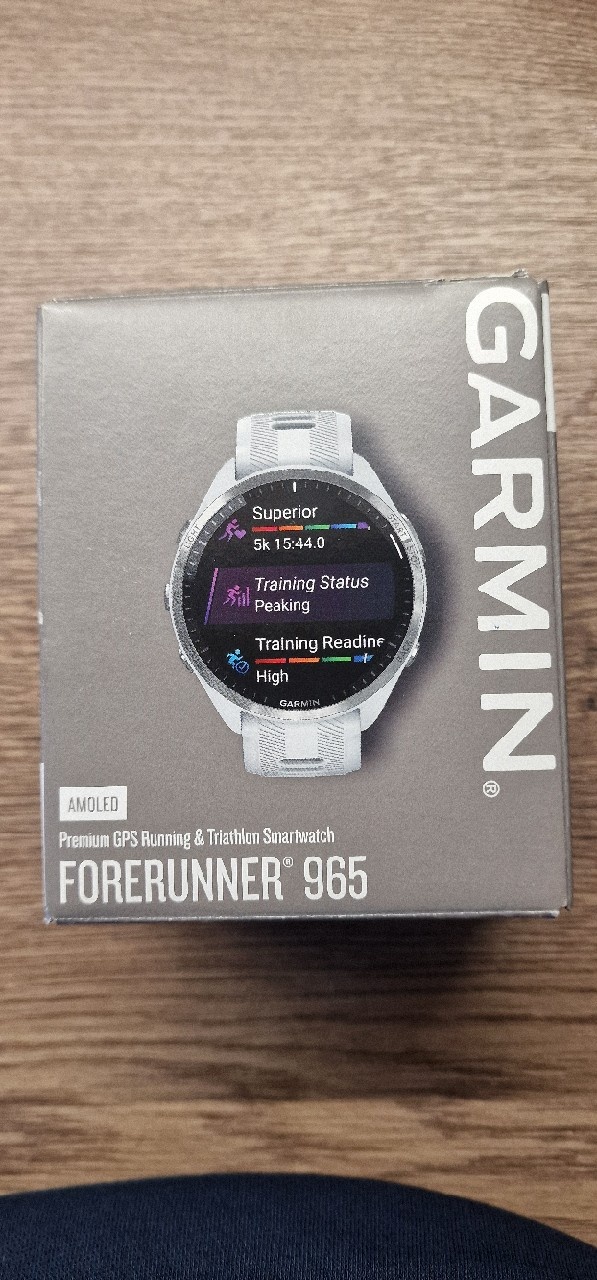 GARMIN®
Superior
5k 15:44.0
Training Status
Peaking
Training Readine
High
GARMIN
AMOLED
Premium GPS Running & Triathlon Smartwatch
FORERUNNER® 965